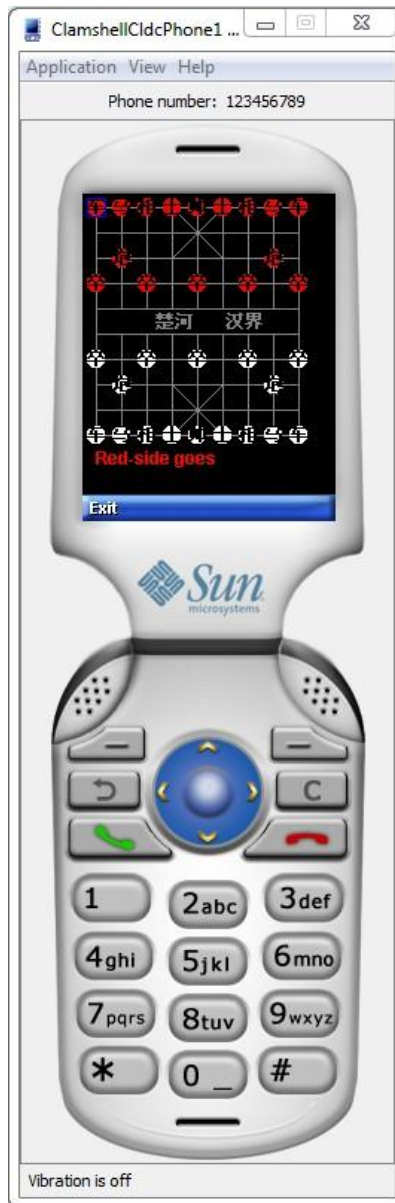 ClamshellCldcPhone1 ...
Application View Help
Phone number: 123456789
楚河 汉界
Red-side goes
Exit
Sun
microsystems
C
1
2abc
3def
4ghi
5jkl
6mno
7pqrs
8tuv
9wxyz
*
0 _
#
Vibration is off